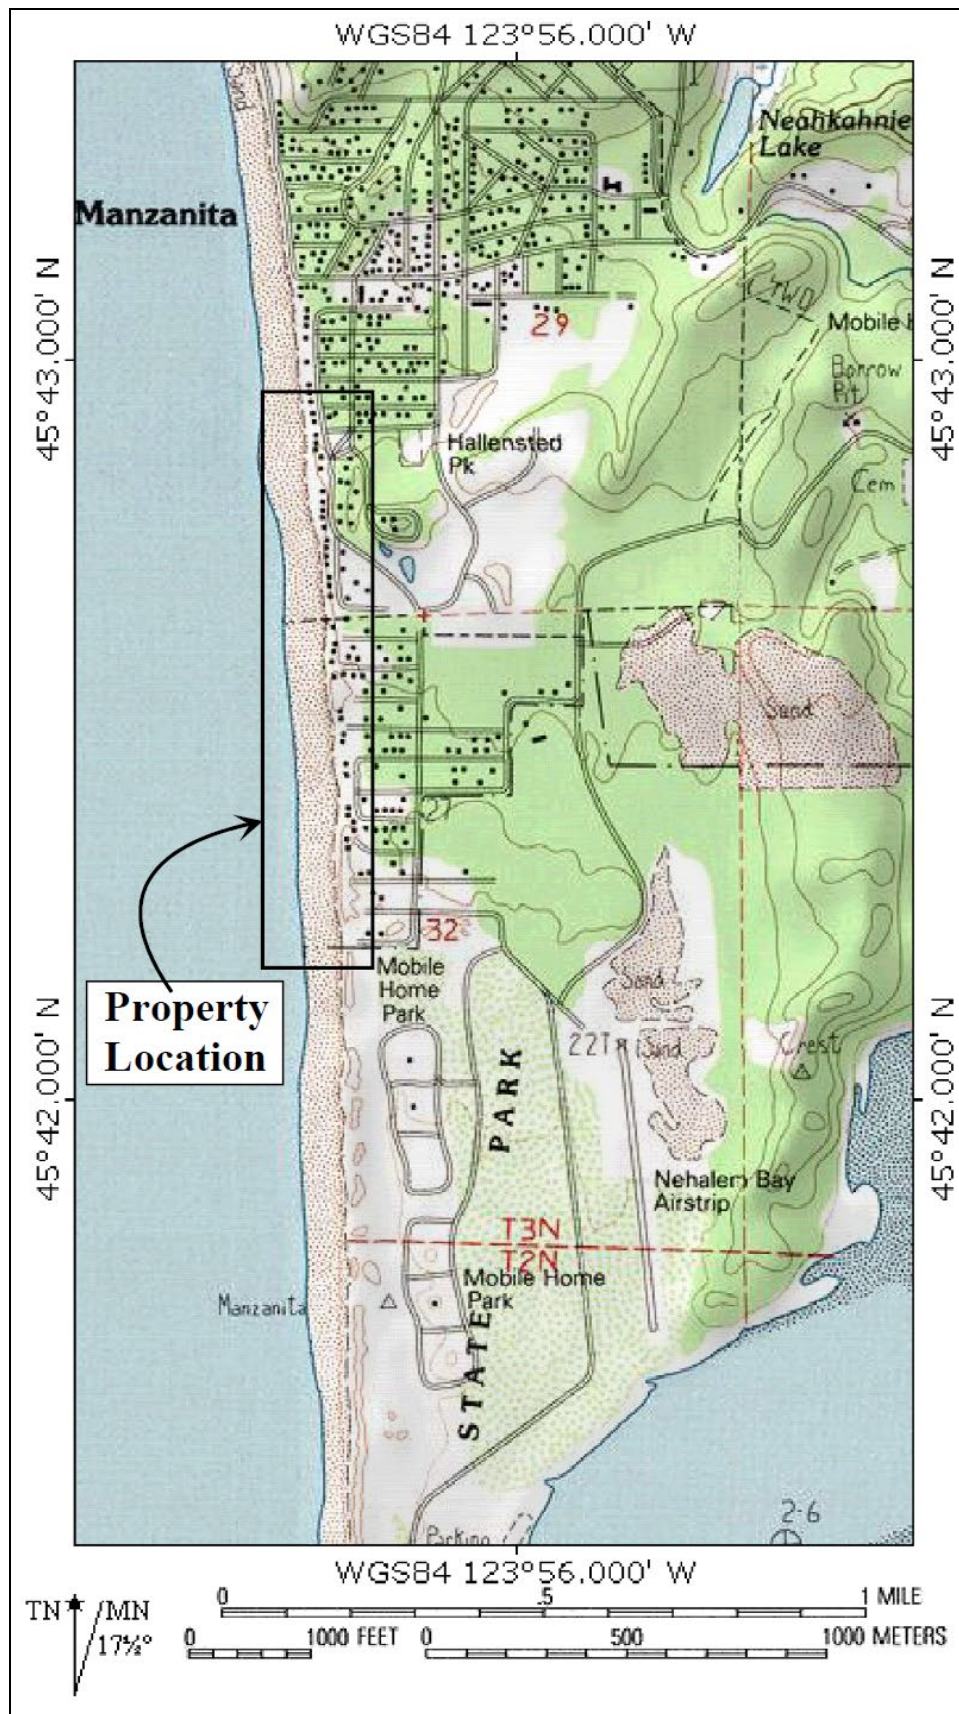 WGS84 123°56.000' W
Sand
Neahkahnie
Lake
Manzanita
45°43.000' N
45°43.000' N
29
Mobile H
Borrow
Pit
Hallensted
Pk
Cem
Sand
32
Mobile
Home
Park
Property
Location
Sand
22T
Sand
Crest
PARK
45°42.000' N
45°42.000' N
Nehalem Bay
Airstrip
T3N
T2N
Mobile Home
Park
Manzanita
STATE
2-6
Parking
WGS84 123°56.000' W
TN /MN
17½°
0 .5 1 MILE
0 1000 FEET 0 500 1000 METERS